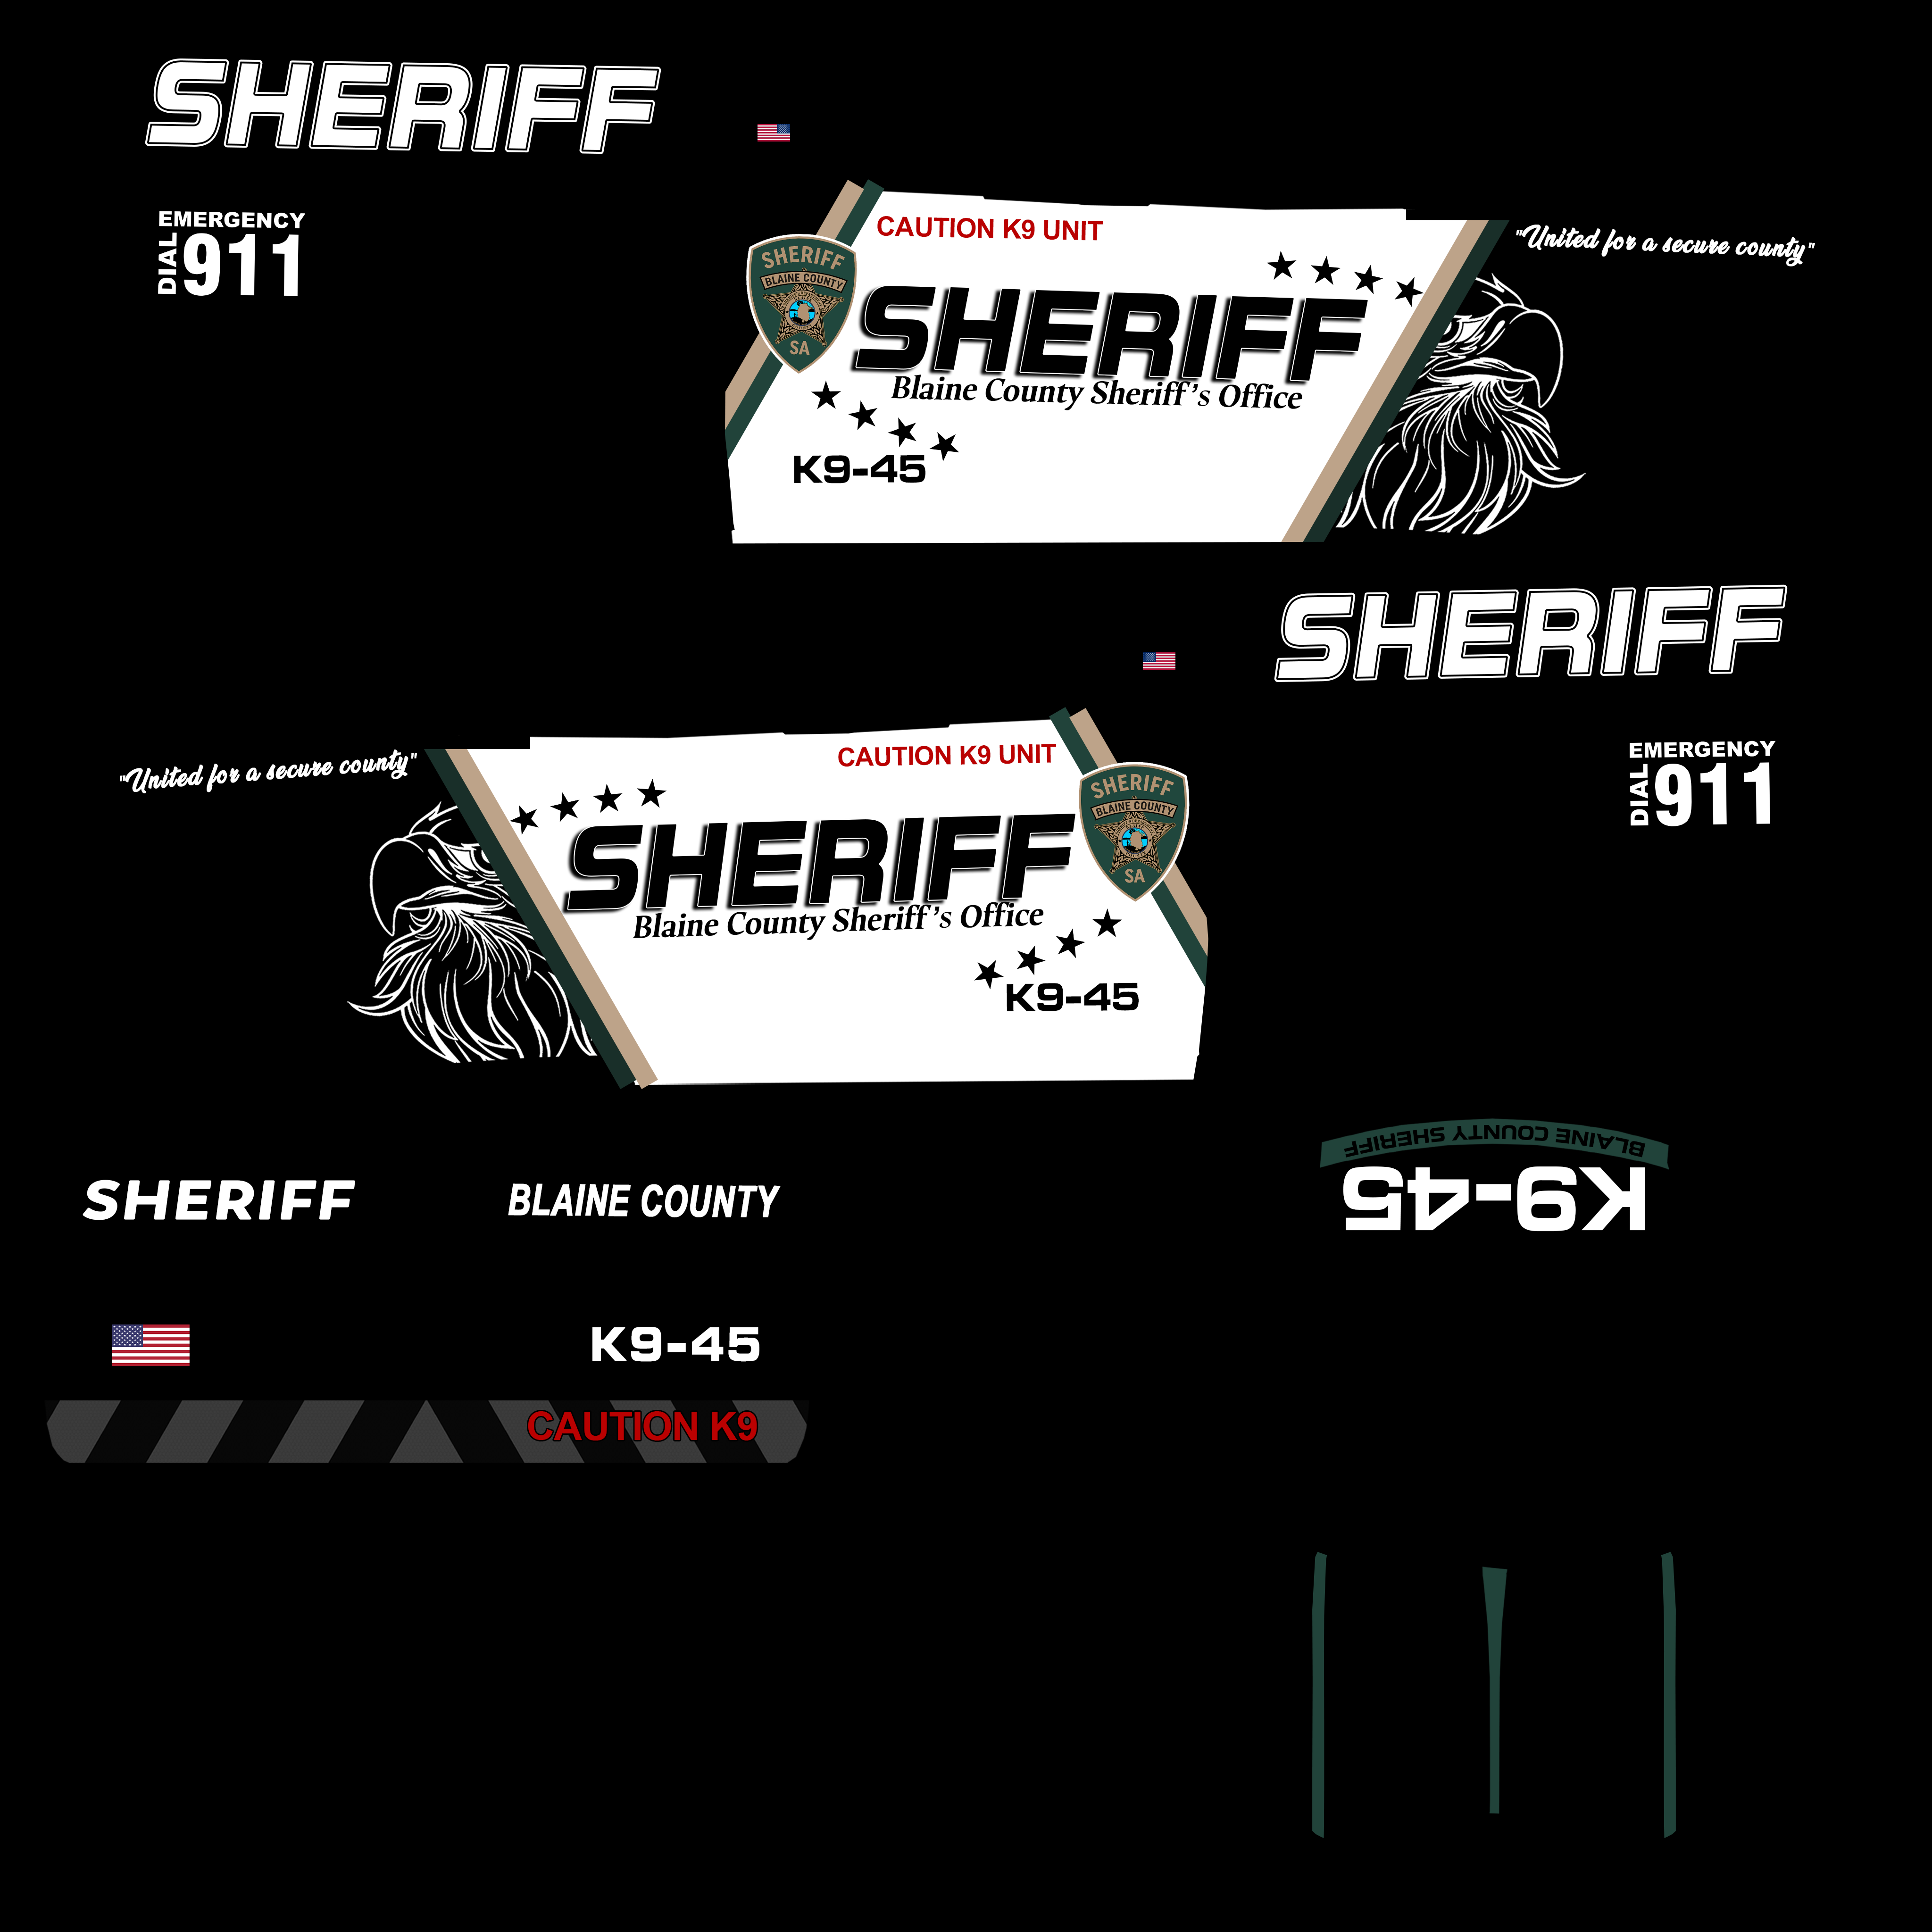 SHERIFF
EMERGENCY
DIAL 911
CAUTION K9 UNIT
"United for a secure county"
SHERIFF
BLAINE COUNTY
SA
SHERIFF
Blaine County Sheriff's Office
K9-45
SHERIFF
EMERGENCY
DIAL 911
"United for a secure county"
CAUTION K9 UNIT
SHERIFF
BLAINE COUNTY
SA
SHERIFF
Blaine County Sheriff's Office
K9-45
BLAINE COUNTY SHERIFF
K9-45
SHERIFF
BLAINE COUNTY
K9-45
CAUTION K9